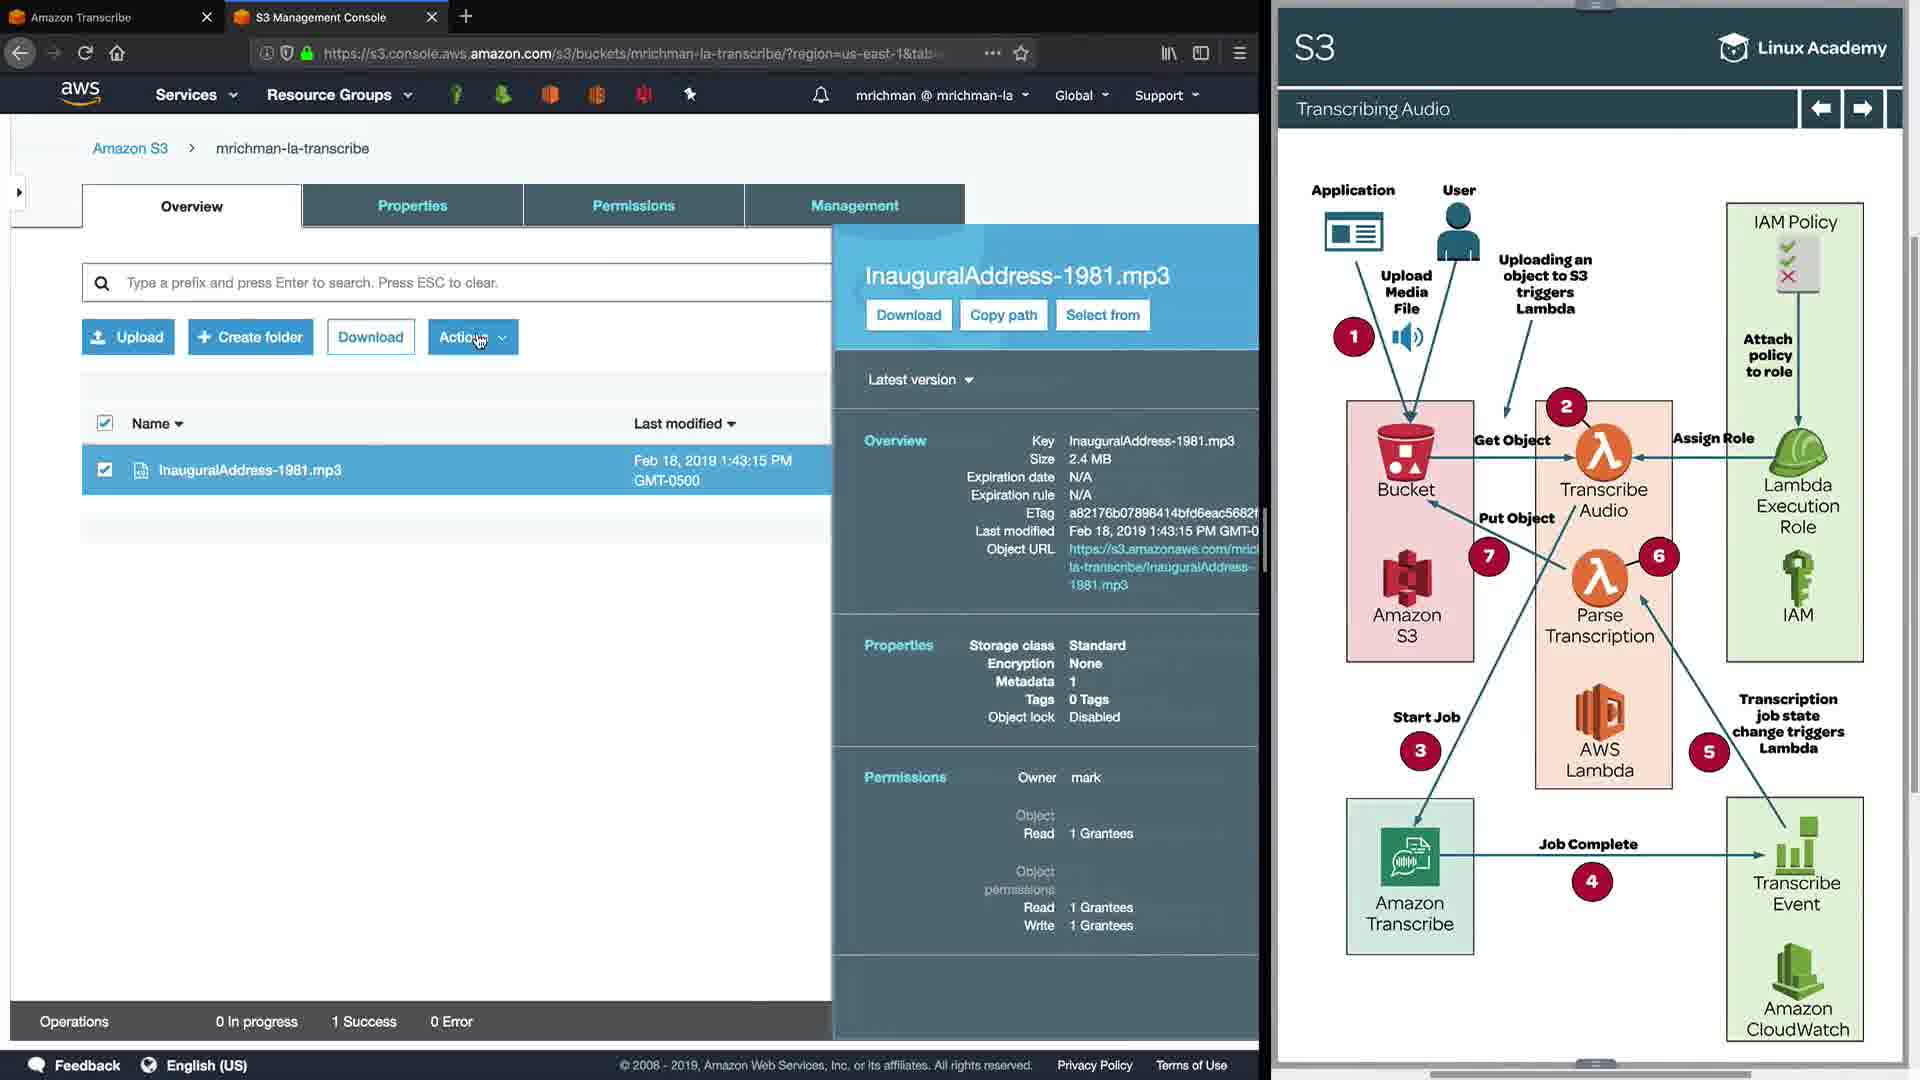 Amazon Transcribe
S3 Management Console
https://s3.console.aws.amazon.com/s3/buckets/mrichman-la-transcribe/?region=us-east-1&tab=
aws
Services
Resource Groups
mrichman @ mrichman-la
Global
Support
Amazon S3 > mrichman-la-transcribe
Overview
Properties
Permissions
Management
Type a prefix and press Enter to search. Press ESC to clear.
Upload
+ Create folder
Download
Name
Last modified
InauguralAddress-1981.mp3
Feb 18, 2019 1:43:15 PM
GMT-0500
InauguralAddress-1981.mp3
Download
Copy path
Select from
Latest version
Overview
Key InauguralAddress-1981.mp3
Size 2.4 MB
Expiration date N/A
Expiration rule N/A
ETag
Last modified Feb 18, 2019 1:43:15 PM GMT-0
Object URL https://s3.amazonaws.com/mric
la-transcribe/InauguralAddress-
1981.mp3
Properties
Storage class Standard
Encryption None
Metadata 1
Tags 0 Tags
Object lock Disabled
Permissions
Owner mark
Object
Read 1 Grantees
Object
permissions
Read 1 Grantees
Write 1 Grantees
Operations
0 In progress
1 Success
0 Error
Feedback
English (US)
© 2008 - 2019, Amazon Web Services, Inc. or its affiliates. All rights reserved.
Privacy Policy
Terms of Use
S3
Linux Academy
Transcribing Audio
Application
User
Upload
Media
File
1
Uploading an
object to S3
triggers
Lambda
IAM Policy
Attach
policy
to role
2
Get Object
Assign Role
Bucket
Transcribe
Audio
Lambda
Execution
Role
Put Object
7
6
Amazon
S3
Parse
Transcription
IAM
AWS
Lambda
Start Job
3
Transcription
job state
change triggers
Lambda
5
Job Complete
4
Amazon
Transcribe
Transcribe
Event
Amazon
CloudWatch